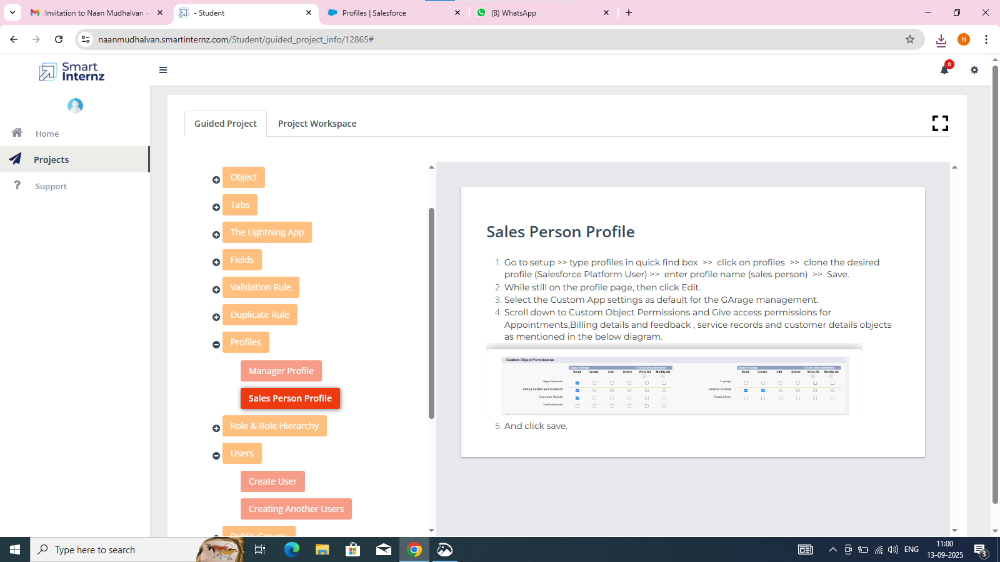 Invitation to Naan Mudhalvan -
- Student
Profiles | Salesforce
(8) WhatsApp
naanmudhalvan.smartinternz.com/Student/guided_project_info/12865#
N
Smart
Internz
0
Home
Projects
Support
Guided Project
Project Workspace
Object
Tabs
The Lightning App
Fields
Validation Rule
Duplicate Rule
Profiles
Manager Profile
Sales Person Profile
Role & Role Hierarchy
Users
Create User
Creating Another Users
Public Groups
Sales Person Profile
1. Go to setup >> type profiles in quick find box >> click on profiles >> clone the desired
profile (Salesforce Platform User) >> enter profile name (sales person) >> Save.
2. While still on the profile page, then click Edit.
3. Select the Custom App settings as default for the GArage management.
4. Scroll down to Custom Object Permissions and Give access permissions for
Appointments,Billing details and feedback , service records and customer details objects
as mentioned in the below diagram.
Custom Object Permissions
Basic Access Data Administration Basic Access Data Administration
Read Create Edit Delete View All Modify All Read Create Edit Delete View All Modify All
Appointments Laptops
Billing details and feedback Service records
Customer Details
5. And click save.
Type here to search
ENG
11:00
13-09-2025
3